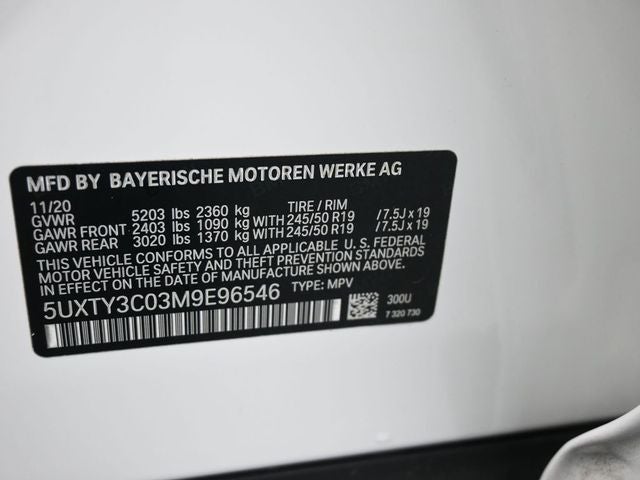 MFD BY BAYERISCHE MOTOREN WERKE AG
11/20 TIRE / RIM
GVWR 5203 lbs 2360 kg
GAWR FRONT 2403 lbs 1090 kg WITH 245/50 R19 / 7.5J x 19
GAWR REAR 3020 lbs 1370 kg WITH 245/50 R19 / 7.5J x 19
THIS VEHICLE CONFORMS TO ALL APPLICABLE U. S. FEDERAL
MOTOR VEHICLE SAFETY AND THEFT PREVENTION STANDARDS
IN EFFECT ON THE DATE OF MANUFACTURE SHOWN ABOVE.
5UXTY3C03M9E96546 TYPE: MPV
300U
7 320 730